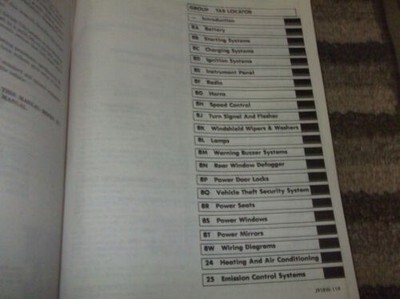 THIS MANUAL
MANUAL
GROUP TAB LOCATOR
— Introduction
8A Battery
8B Starting Systems
8C Charging Systems
8D Ignition Systems
8E Instrument Panel
8F Radio
8G Horns
8H Speed Control
8J Turn Signal And Flasher
8K Windshield Wipers & Washers
8L Lamps
8M Warning Buzzer Systems
8N Rear Window Defogger
8P Power Door Locks
8Q Vehicle Theft Security System
8R Power Seats
8S Power Windows
8T Power Mirrors
8W Wiring Diagrams
24 Heating And Air Conditioning
25 Emission Control Systems